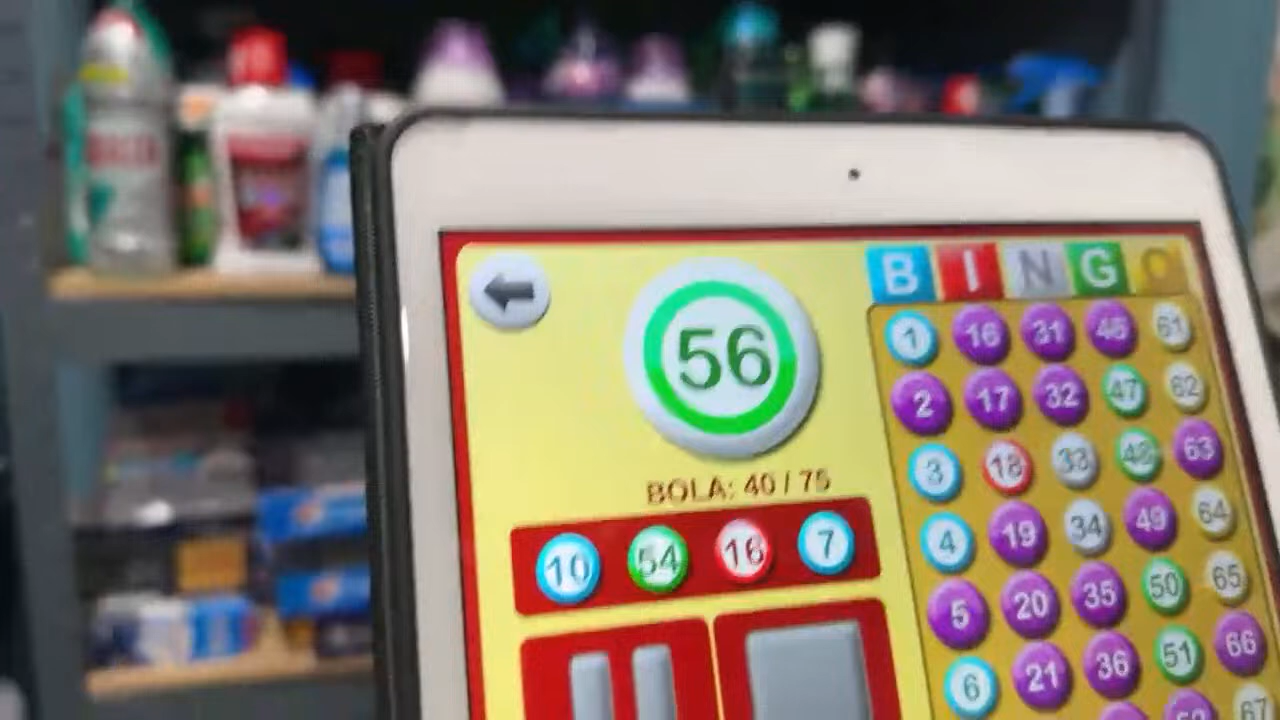 BINGO
56
BOLA: 40 / 75
10 54 16 7
1 16 31 46 61
2 17 32 47 62
3 18 33 48 63
4 19 34 49 64
5 20 35 50 65
6 21 36 51 66
52 67